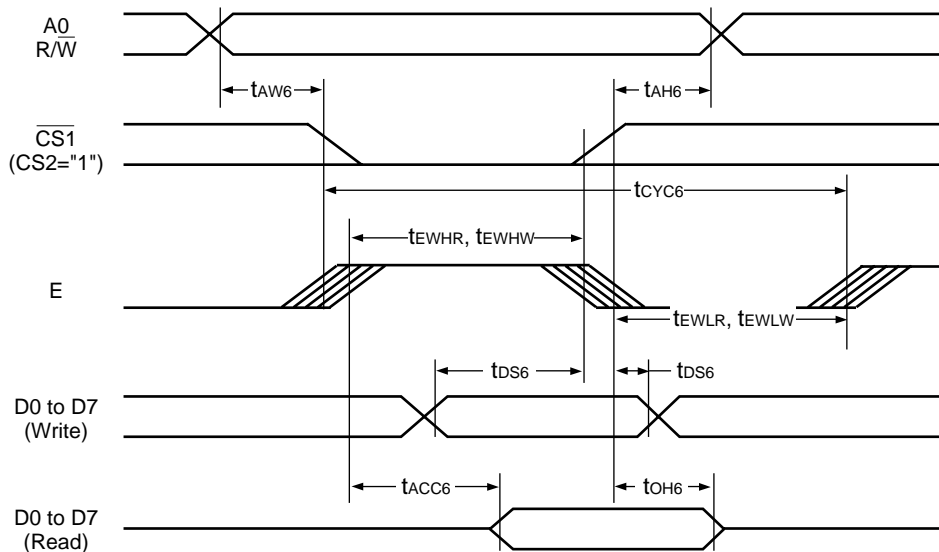 A0
R/W̅
tAW6
tAH6
C̅S̅1̅
(CS2="1")
tCYC6
tEWHR, tEWHW
E
tEWLR, tEWLW
tDS6
tDS6
D0 to D7
(Write)
tACC6
tOH6
D0 to D7
(Read)